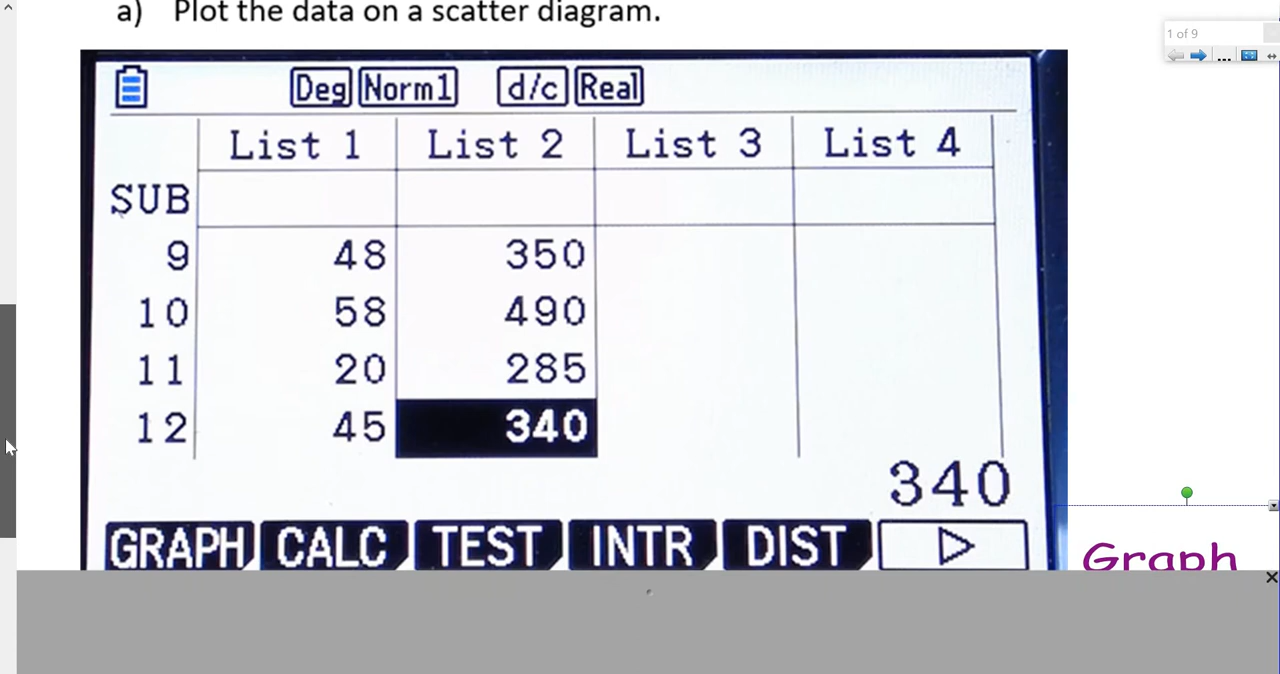 a) Plot the data on a scatter diagram.
1 of 9
Deg Norm1 d/c Real
List 1 List 2 List 3 List 4
SUB
9 48 350
10 58 490
11 20 285
12 45 340
340
GRAPH CALC TEST INTR DIST
Graph